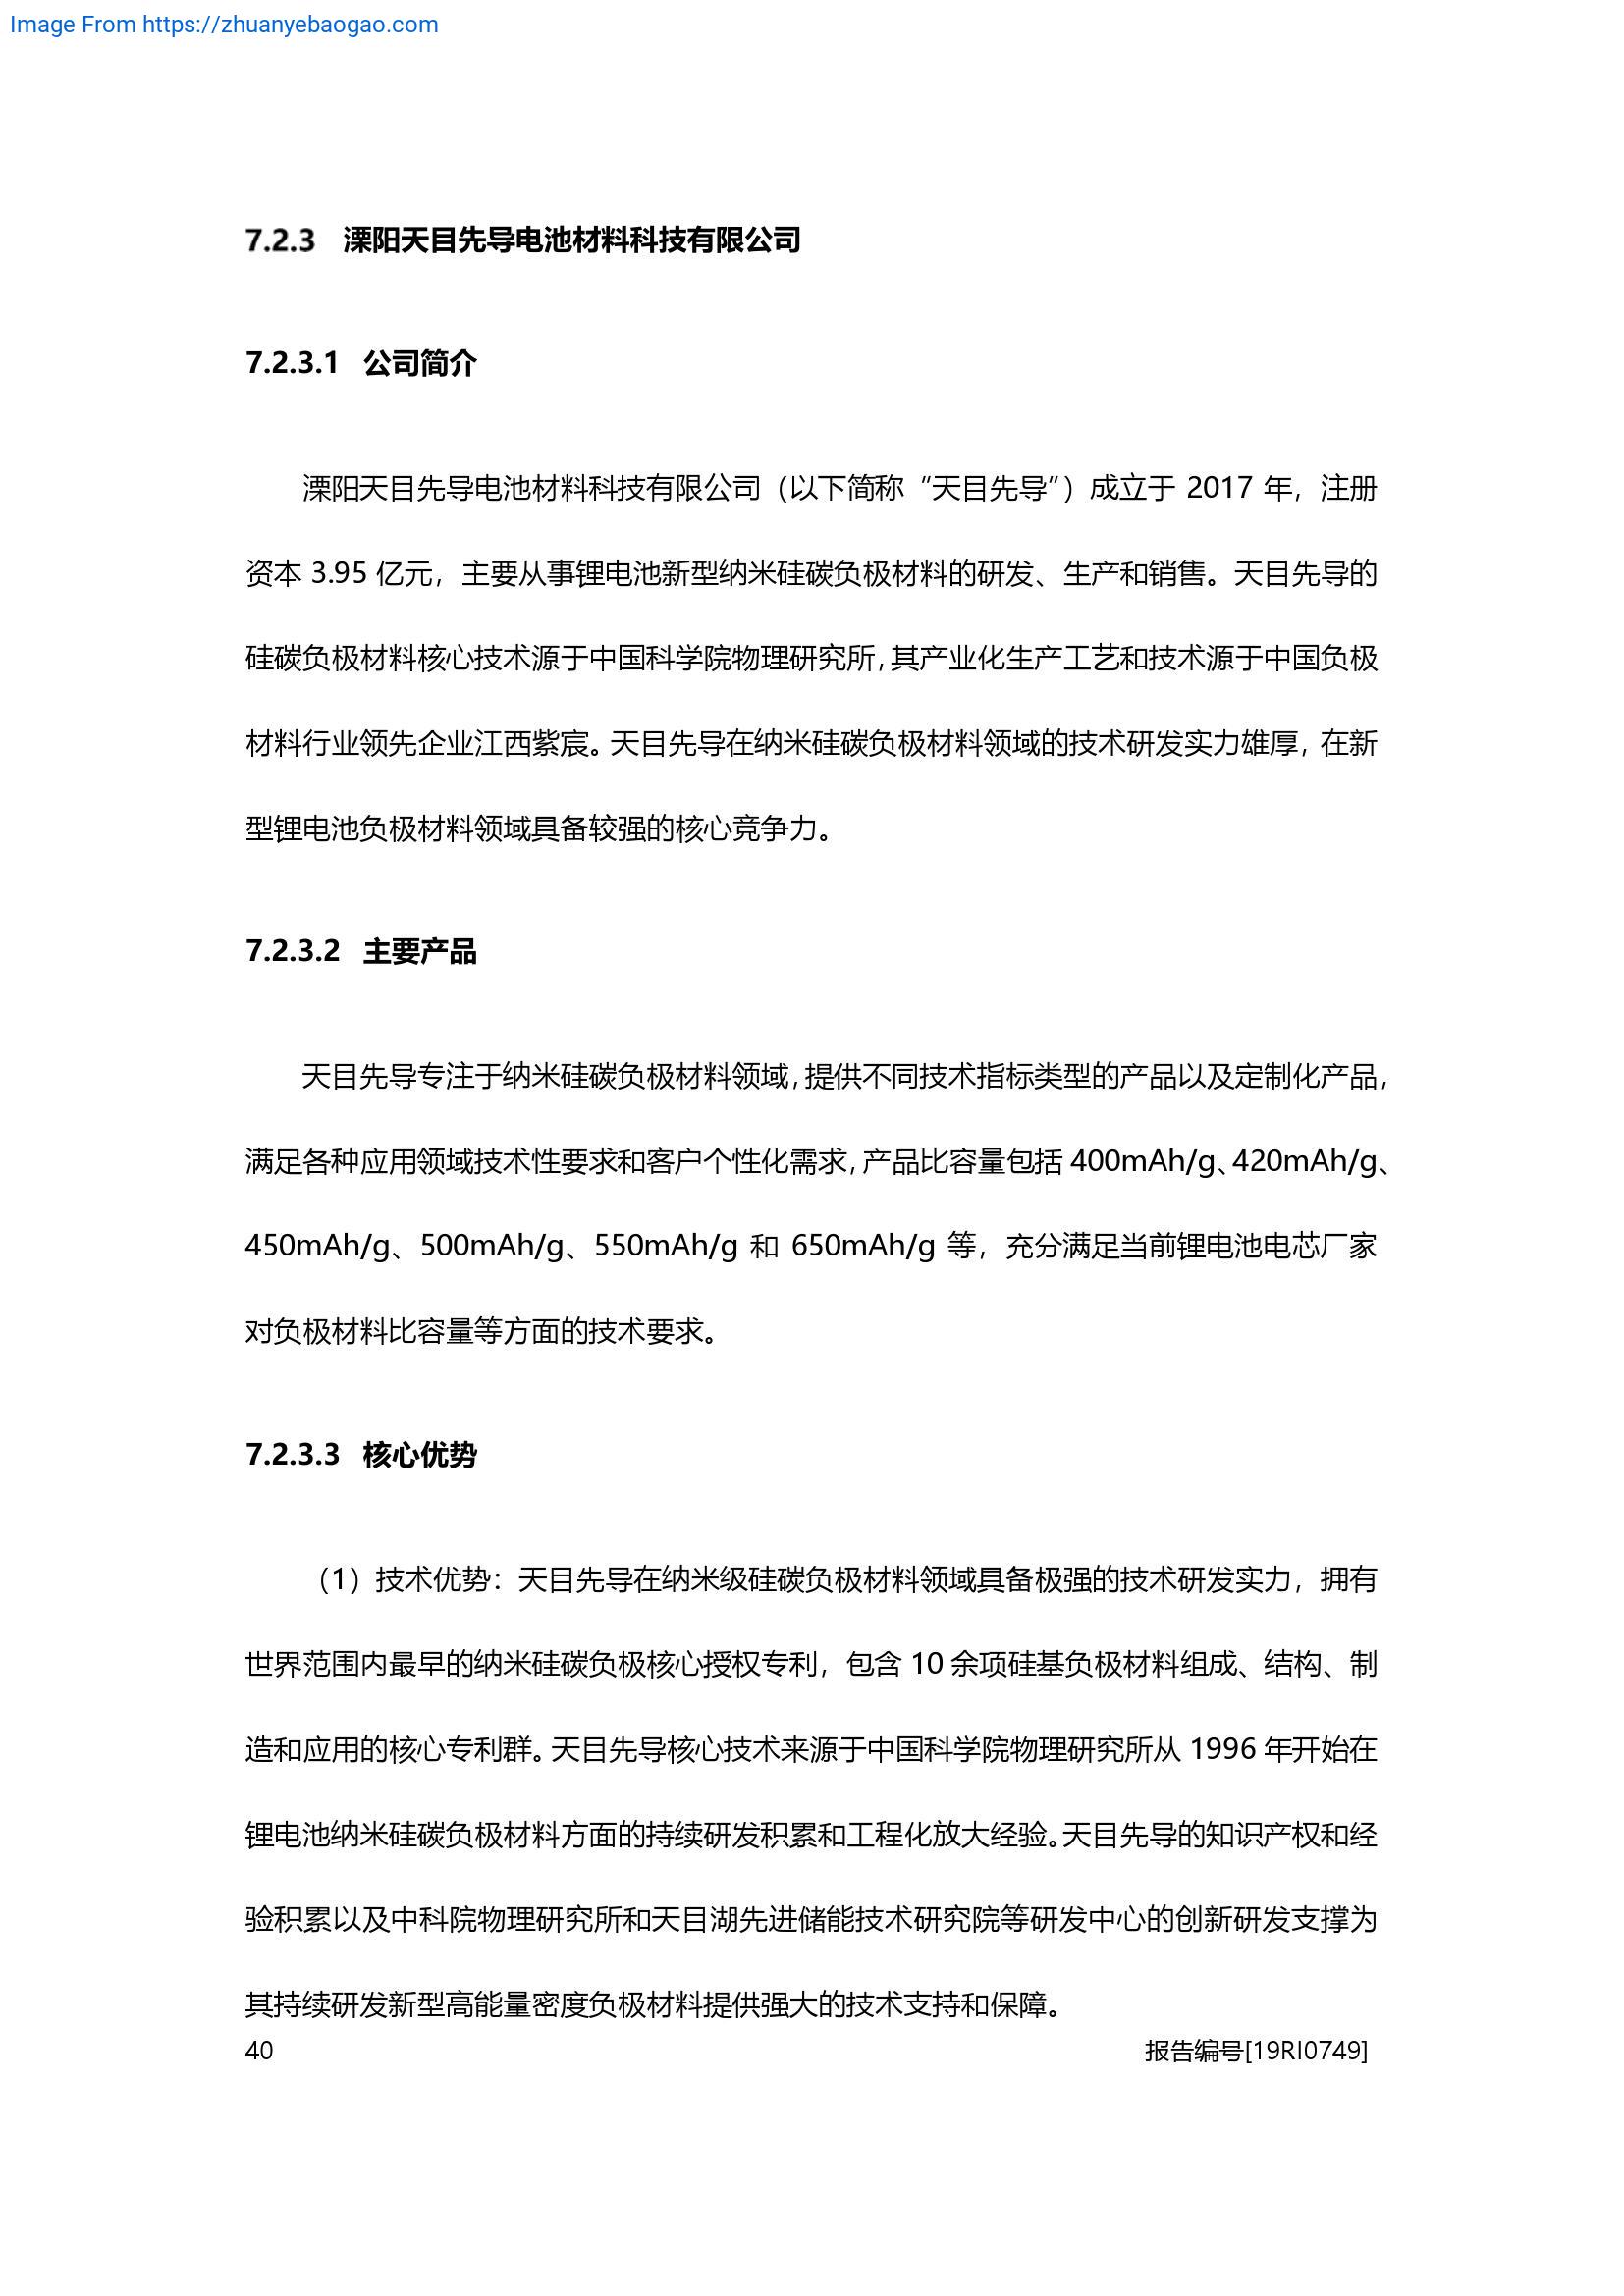 Image From https://zhuanyebaogao.com
7.2.3 溧阳天目先导电池材料科技有限公司
7.2.3.1 公司简介
溧阳天目先导电池材料科技有限公司（以下简称“天目先导”）成立于 2017 年，注册
资本 3.95 亿元，主要从事锂电池新型纳米硅碳负极材料的研发、生产和销售。天目先导的
硅碳负极材料核心技术源于中国科学院物理研究所，其产业化生产工艺和技术源于中国负极
材料行业领先企业江西紫宸。天目先导在纳米硅碳负极材料领域的技术研发实力雄厚，在新
型锂电池负极材料领域具备较强的核心竞争力。
7.2.3.2 主要产品
天目先导专注于纳米硅碳负极材料领域，提供不同技术指标类型的产品以及定制化产品，
满足各种应用领域技术性要求和客户个性化需求，产品比容量包括 400mAh/g、420mAh/g、
450mAh/g、500mAh/g、550mAh/g 和 650mAh/g 等，充分满足当前锂电池电芯厂家
对负极材料比容量等方面的技术要求。
7.2.3.3 核心优势
（1）技术优势：天目先导在纳米级硅碳负极材料领域具备极强的技术研发实力，拥有
世界范围内最早的纳米硅碳负极核心授权专利，包含 10 余项硅基负极材料组成、结构、制
造和应用的核心专利群。天目先导核心技术来源于中国科学院物理研究所从 1996 年开始在
锂电池纳米硅碳负极材料方面的持续研发积累和工程化放大经验。天目先导的知识产权和经
验积累以及中科院物理研究所和天目湖先进储能技术研究院等研发中心的创新研发支撑为
其持续研发新型高能量密度负极材料提供强大的技术支持和保障。
40 报告编号[19RI0749]